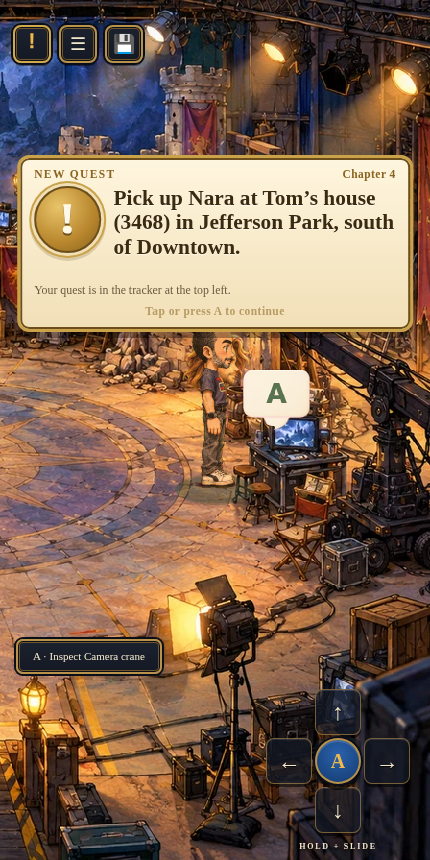 !
☰
NEW QUEST
Chapter 4
!
Pick up Nara at Tom’s house
(3468) in Jefferson Park, south
of Downtown.
Your quest is in the tracker at the top left.
Tap or press A to continue
A
A · Inspect Camera crane
↑
← A →
↓
HOLD + SLIDE